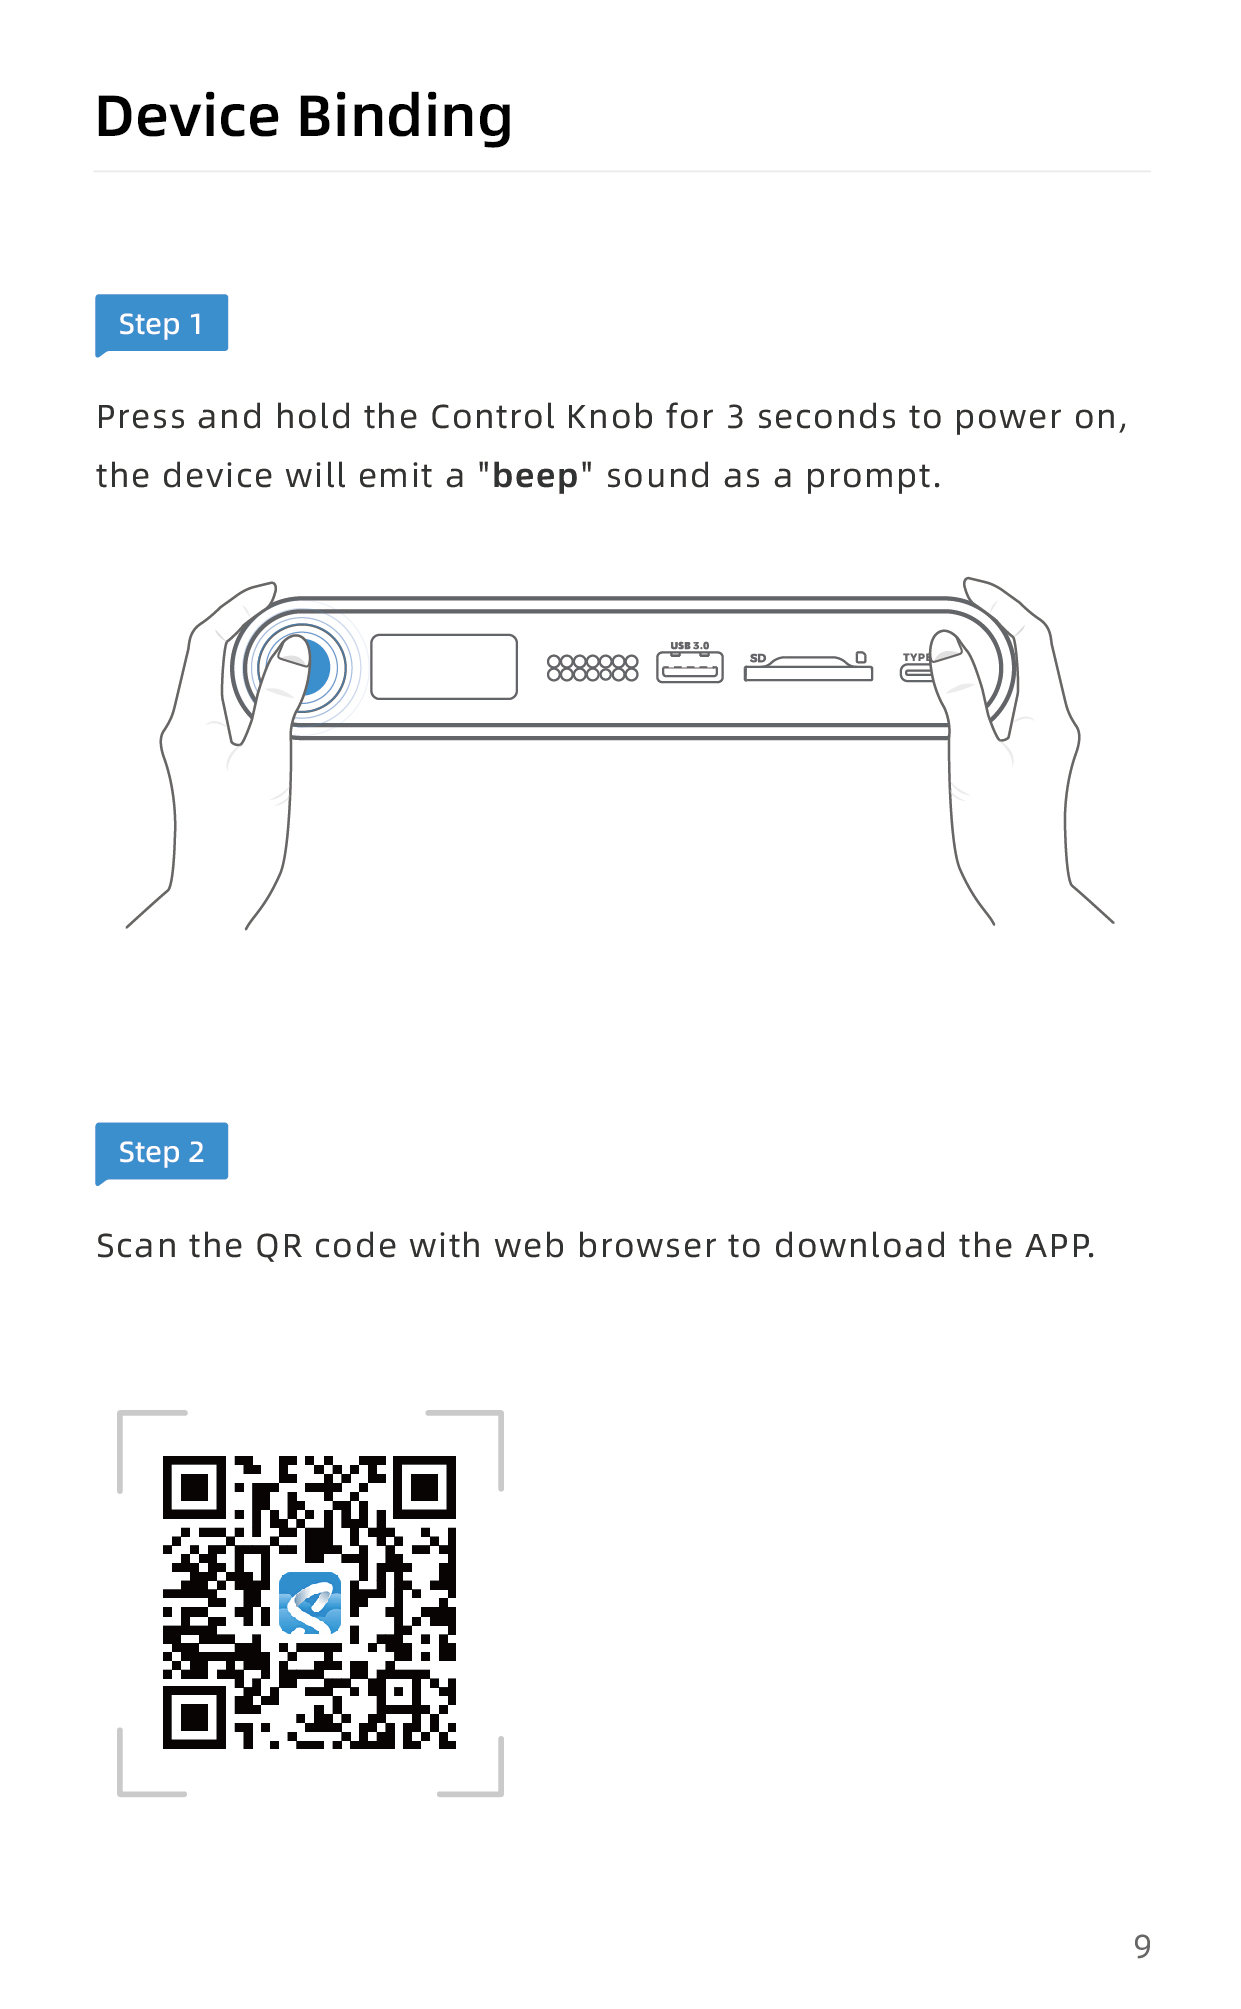 Device Binding
Step 1
Press and hold the Control Knob for 3 seconds to power on,
the device will emit a "beep" sound as a prompt.
USB 3.0
SD
TYPE
Step 2
Scan the QR code with web browser to download the APP.
9